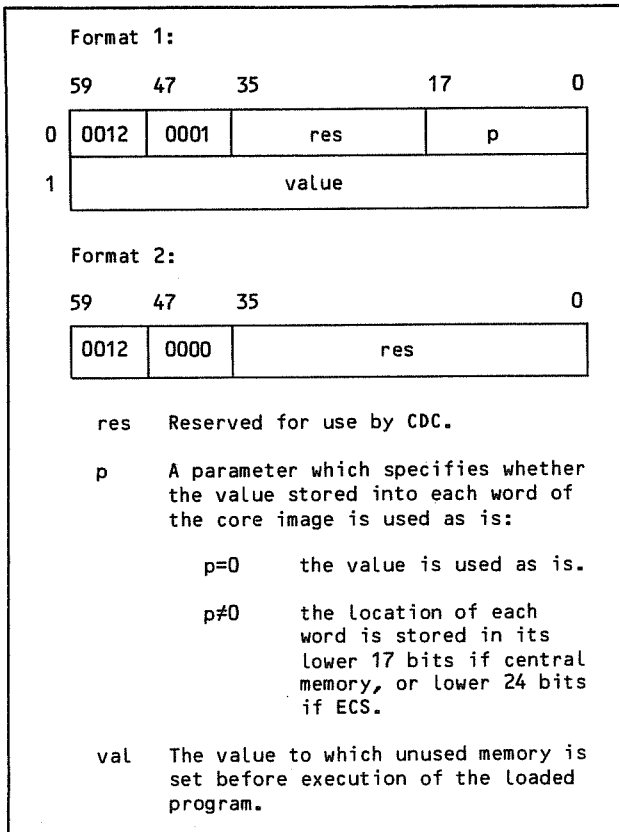 Format 1:
59 47 35 17 0
0 0012 0001 res p
1 value
Format 2:
59 47 35 0
0012 0000 res
res Reserved for use by CDC.
p A parameter which specifies whether
the value stored into each word of
the core image is used as is:
p=0 the value is used as is.
p≠0 the location of each
word is stored in its
lower 17 bits if central
memory, or lower 24 bits
if ECS.
val The value to which unused memory is
set before execution of the loaded
program.